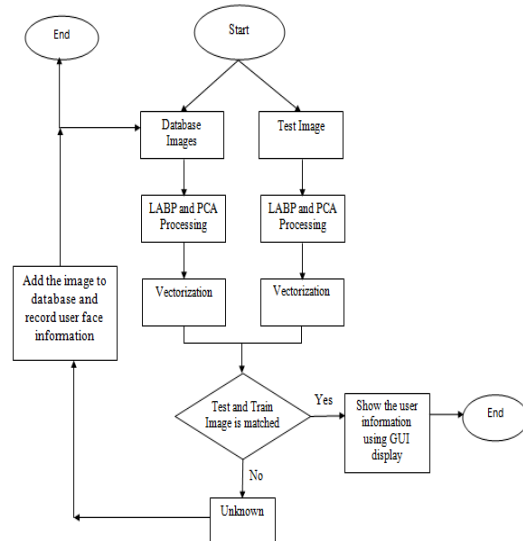 End
Start
Database
Images
Test Image
LABP and PCA
Processing
LABP and PCA
Processing
Add the image to
database and
record user face
information
Vectorization
Vectorization
Test and Train
Image is matched
Yes
Show the user
information
using GUI
display
End
No
Unknown